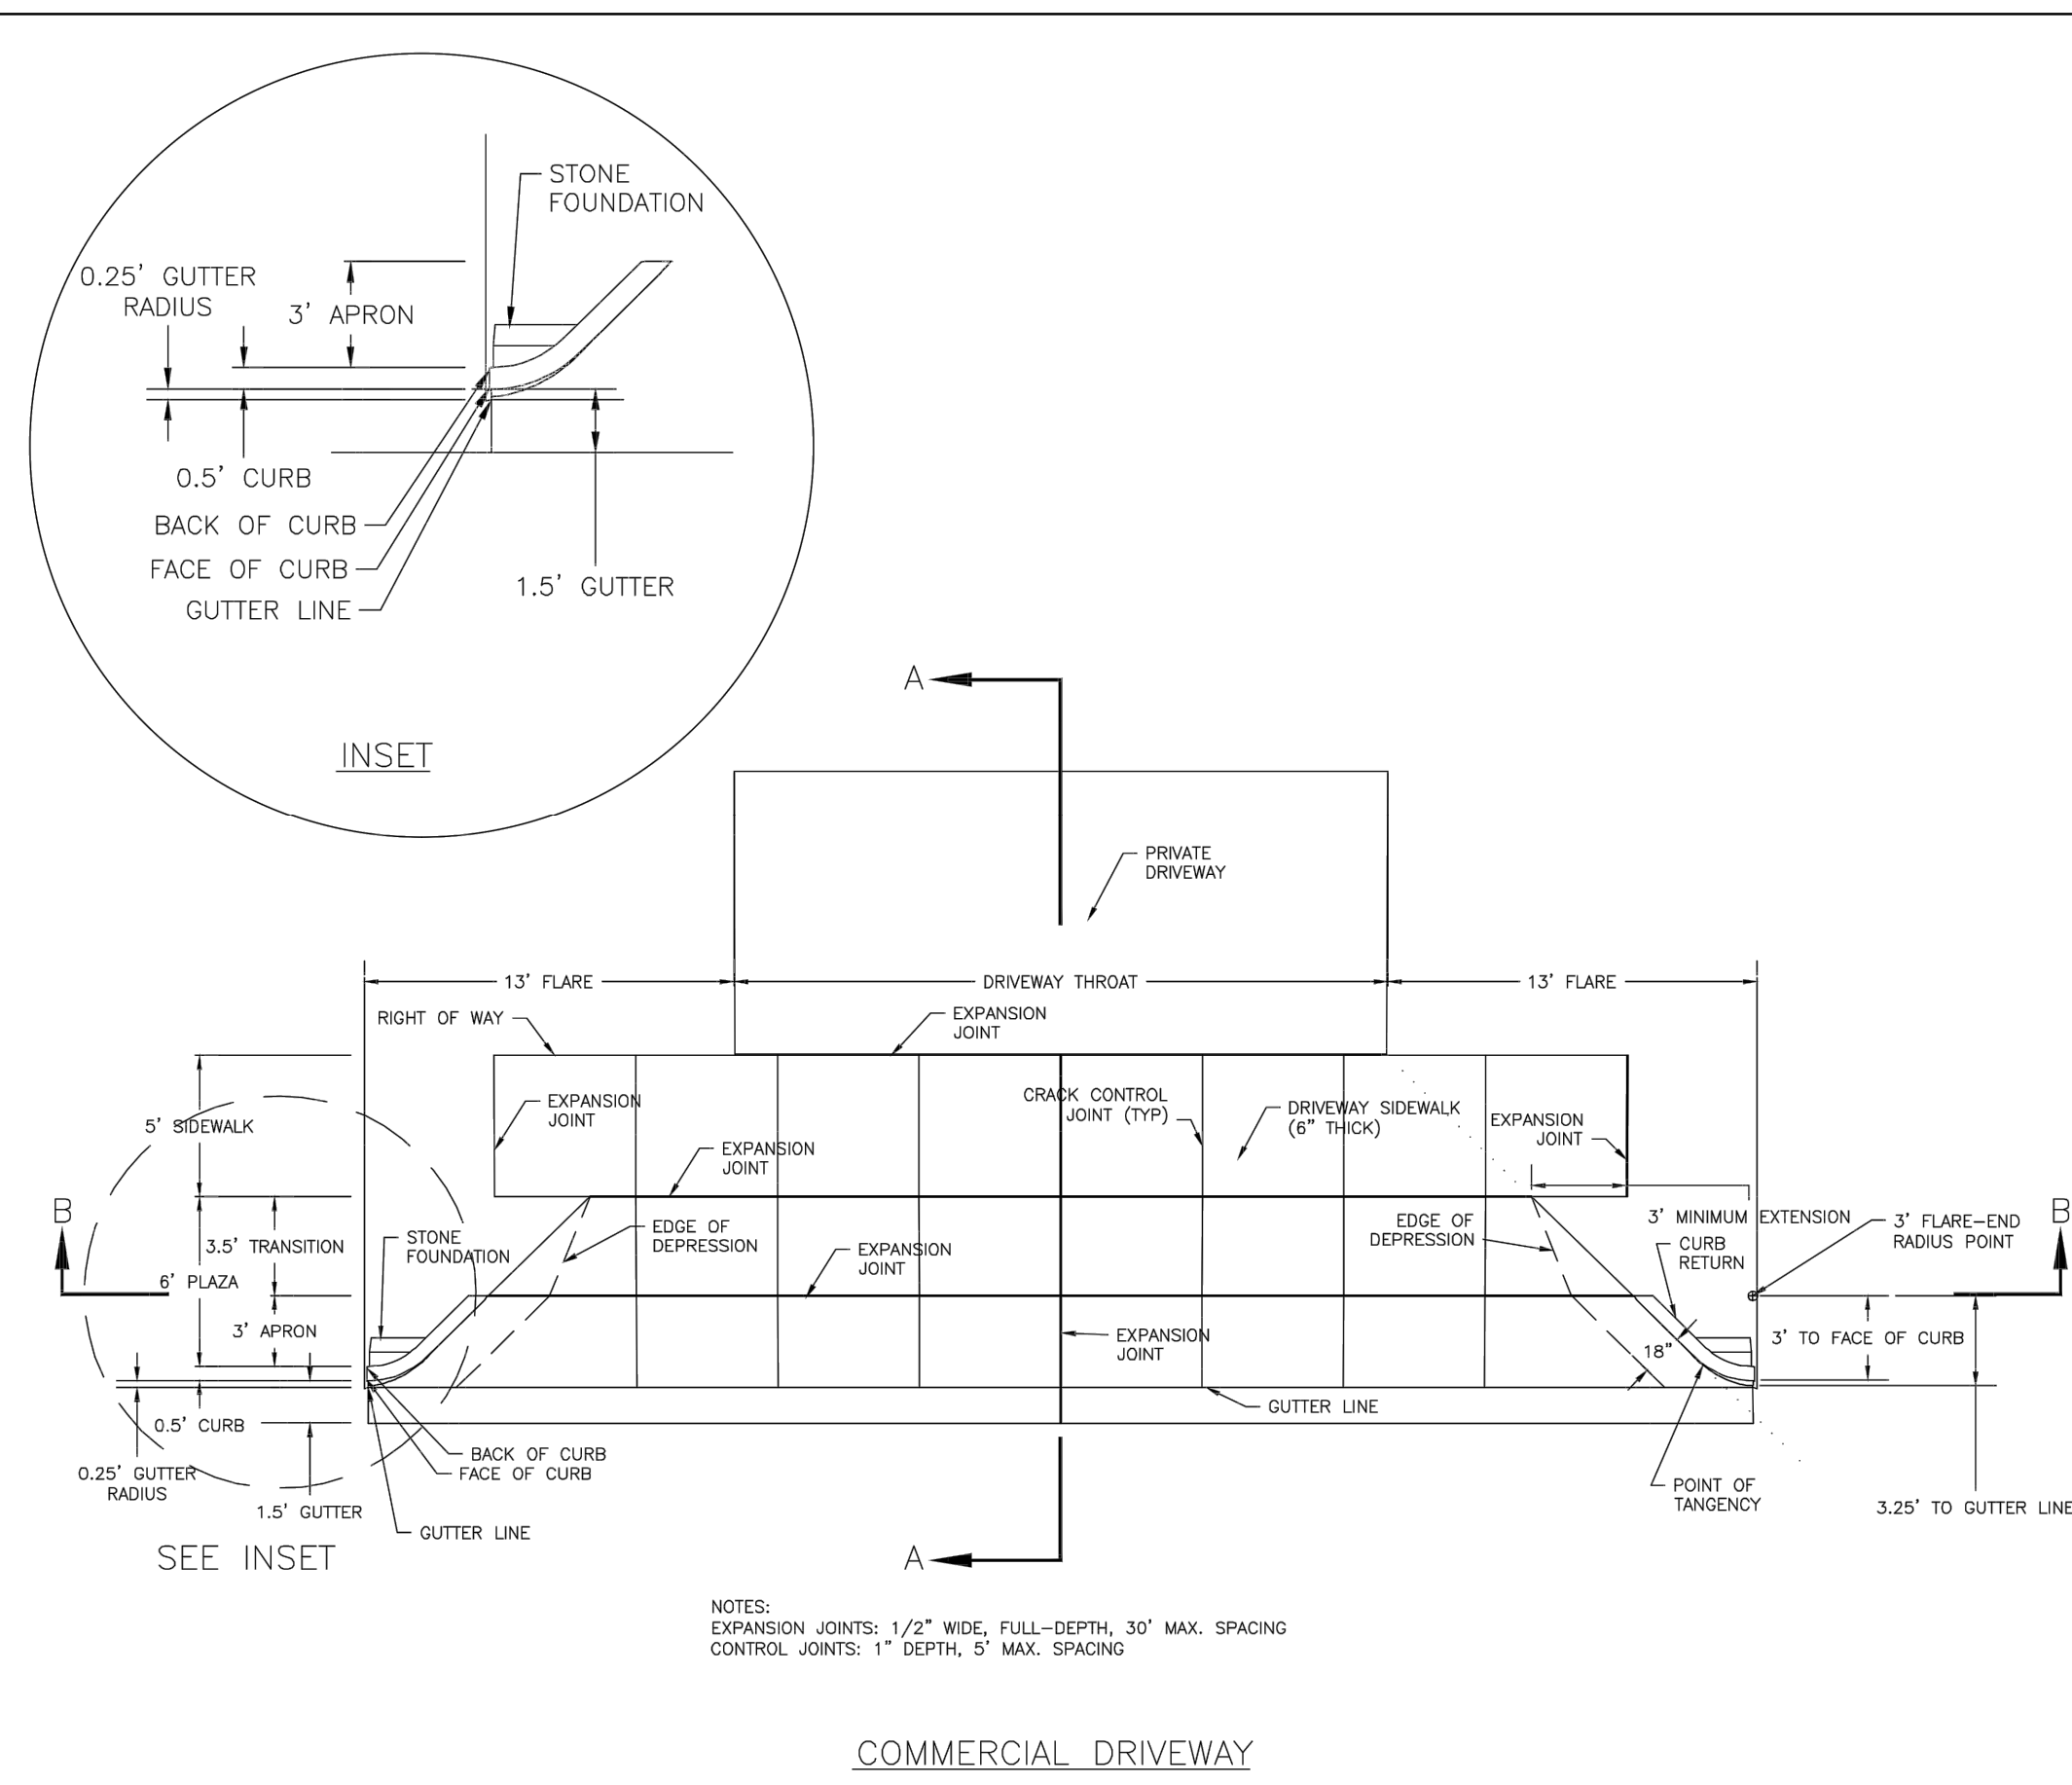 STONE
FOUNDATION
0.25' GUTTER
RADIUS
3' APRON
0.5' CURB
BACK OF CURB
FACE OF CURB
GUTTER LINE
1.5' GUTTER
INSET
A
PRIVATE
DRIVEWAY
13' FLARE
DRIVEWAY THROAT
13' FLARE
RIGHT OF WAY
EXPANSION
JOINT
EXPANSION
JOINT
CRACK CONTROL
JOINT (TYP)
DRIVEWAY SIDEWALK
(6" THICK)
EXPANSION
JOINT
5' SIDEWALK
EXPANSION
JOINT
B
B
STONE
FOUNDATION
EDGE OF
DEPRESSION
EDGE OF
DEPRESSION
3' MINIMUM EXTENSION
3' FLARE-END
RADIUS POINT
CURB
RETURN
3.5' TRANSITION
6' PLAZA
EXPANSION
JOINT
3' APRON
EXPANSION
JOINT
18"
3' TO FACE OF CURB
GUTTER LINE
0.5' CURB
BACK OF CURB
FACE OF CURB
0.25' GUTTER
RADIUS
1.5' GUTTER
GUTTER LINE
POINT OF
TANGENCY
3.25' TO GUTTER LINE
SEE INSET
A
NOTES:
EXPANSION JOINTS: 1/2" WIDE, FULL-DEPTH, 30' MAX. SPACING
CONTROL JOINTS: 1" DEPTH, 5' MAX. SPACING
COMMERCIAL DRIVEWAY